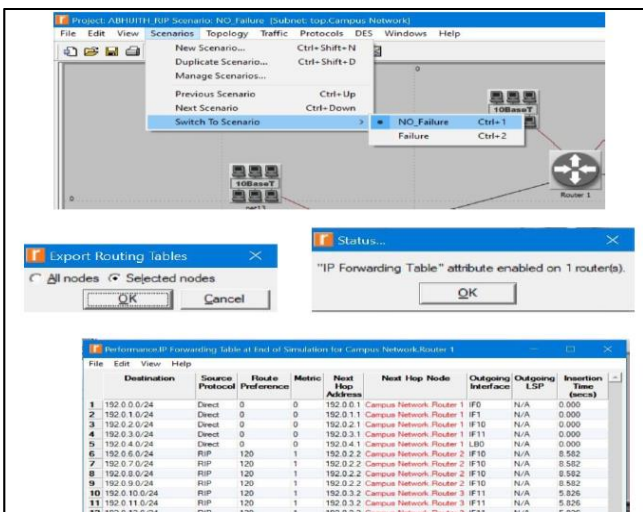 Project: ABHIJITH_RIP Scenario: NO_Failure [Subnet: top.Campus Network]
File Edit View Scenarios Topology Traffic Protocols DES Windows Help
New Scenario... Ctrl+Shift+N
Duplicate Scenario... Ctrl+Shift+D
Manage Scenarios...
Previous Scenario Ctrl+Up
Next Scenario Ctrl+Down
Switch To Scenario > NO_Failure Ctrl+1
Failure Ctrl+2
10BaseT
Router 1
10BaseT
Export Routing Tables
All nodes Selected nodes
OK Cancel
Status...
"IP Forwarding Table" attribute enabled on 1 router(s).
OK
Performance.IP Forwarding Table at End of Simulation for Campus Network.Router 1
File Edit View Help
Destination Source Protocol Route Preference Metric Next Hop Address Next Hop Node Outgoing Interface Outgoing LSP Insertion Time (secs)
1 192.0.0.0/24 Direct 0 0 192.0.0.1 Campus Network.Router 1 IF0 N/A 0.000
2 192.0.1.0/24 Direct 0 0 192.0.1.1 Campus Network.Router 1 IF1 N/A 0.000
3 192.0.2.0/24 Direct 0 0 192.0.2.1 Campus Network.Router 1 IF10 N/A 0.000
4 192.0.3.0/24 Direct 0 0 192.0.3.1 Campus Network.Router 1 IF11 N/A 0.000
5 192.0.4.0/24 Direct 0 0 192.0.4.1 Campus Network.Router 1 LB0 N/A 0.000
6 192.0.6.0/24 RIP 120 1 192.0.2.2 Campus Network.Router 2 IF10 N/A 8.582
7 192.0.7.0/24 RIP 120 1 192.0.2.2 Campus Network.Router 2 IF10 N/A 8.582
8 192.0.8.0/24 RIP 120 1 192.0.2.2 Campus Network.Router 2 IF10 N/A 8.582
9 192.0.9.0/24 RIP 120 1 192.0.2.2 Campus Network.Router 2 IF10 N/A 8.582
10 192.0.10.0/24 RIP 120 1 192.0.3.2 Campus Network.Router 3 IF11 N/A 5.826
11 192.0.11.0/24 RIP 120 1 192.0.3.2 Campus Network.Router 3 IF11 N/A 5.826